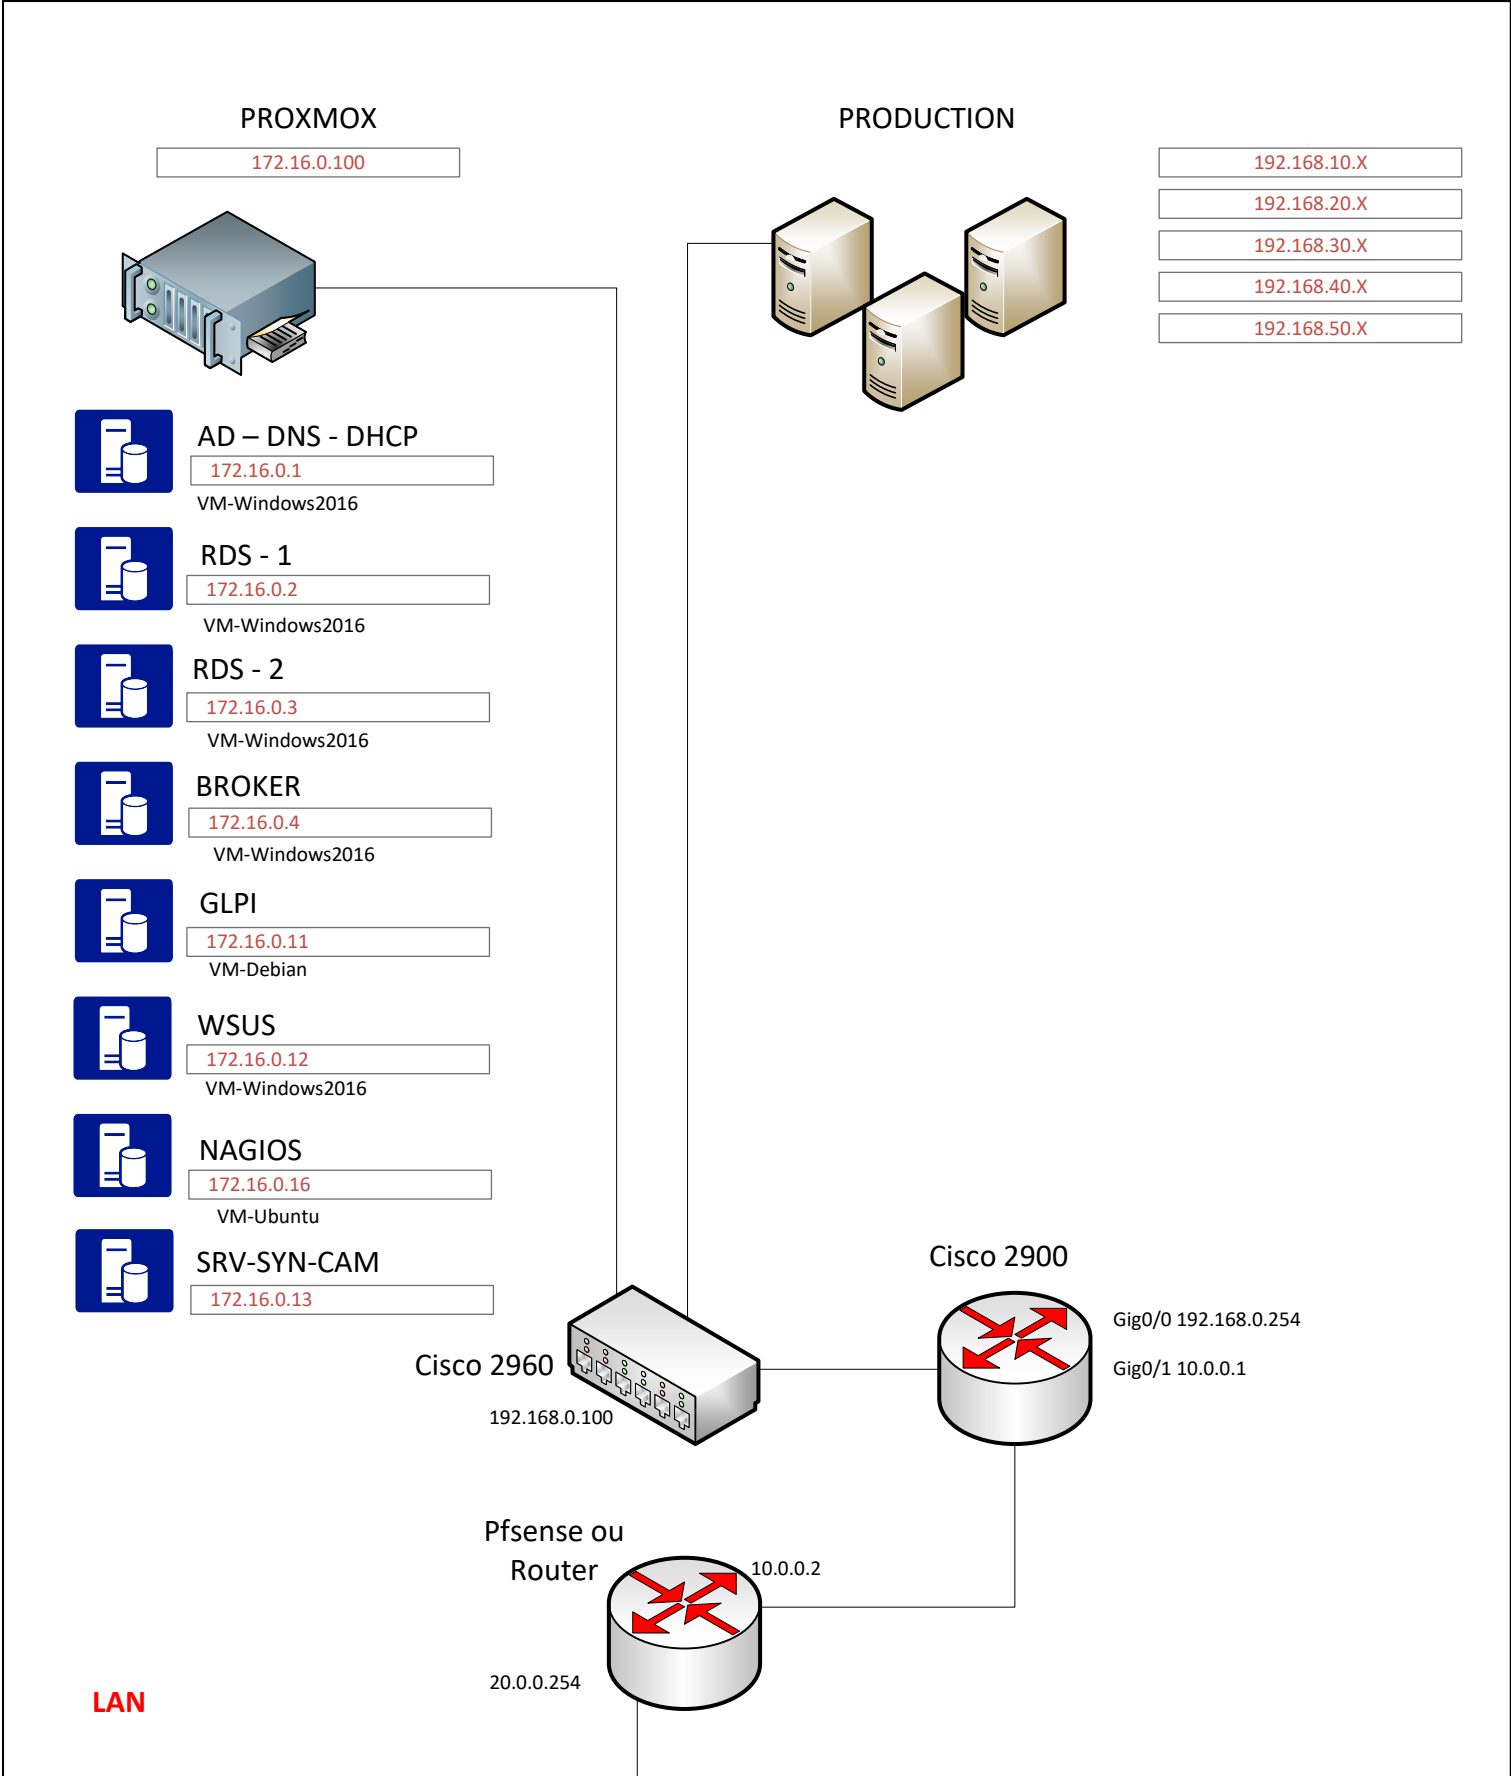 PROXMOX
172.16.0.100
PRODUCTION
192.168.10.X
192.168.20.X
192.168.30.X
192.168.40.X
192.168.50.X
AD – DNS - DHCP
172.16.0.1
VM-Windows2016
RDS - 1
172.16.0.2
VM-Windows2016
RDS - 2
172.16.0.3
VM-Windows2016
BROKER
172.16.0.4
VM-Windows2016
GLPI
172.16.0.11
VM-Debian
WSUS
172.16.0.12
VM-Windows2016
NAGIOS
172.16.0.16
VM-Ubuntu
SRV-SYN-CAM
172.16.0.13
Cisco 2960
192.168.0.100
Cisco 2900
Gig0/0 192.168.0.254
Gig0/1 10.0.0.1
Pfsense ou
Router
10.0.0.2
20.0.0.254
LAN